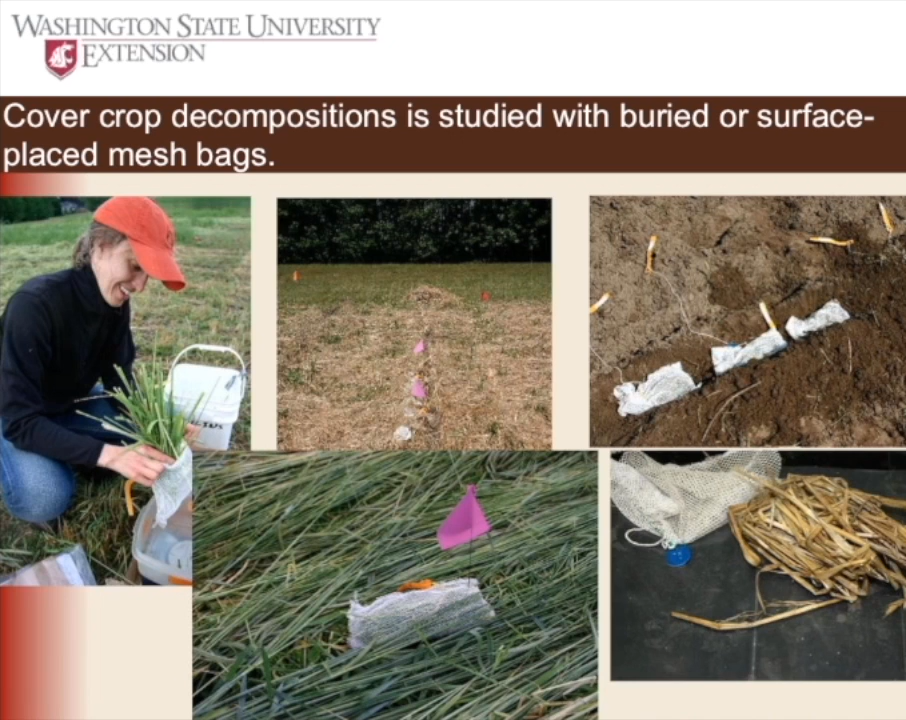 WASHINGTON STATE UNIVERSITY
EXTENSION
Cover crop decompositions is studied with buried or surface-
placed mesh bags.